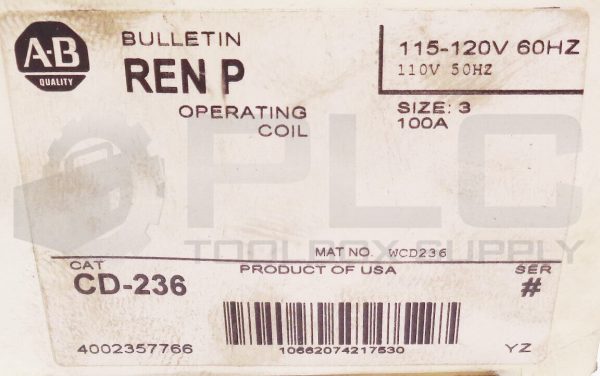 A-B
QUALITY
BULLETIN
REN P
OPERATING
COIL
115-120V 60HZ
110V 50HZ
SIZE: 3
100A
PLC
TOOLBOX SUPPLY
MAT NO. WCD236
CAT
PRODUCT OF USA
SER
CD-236
#
4002357766
10662074217530
YZ